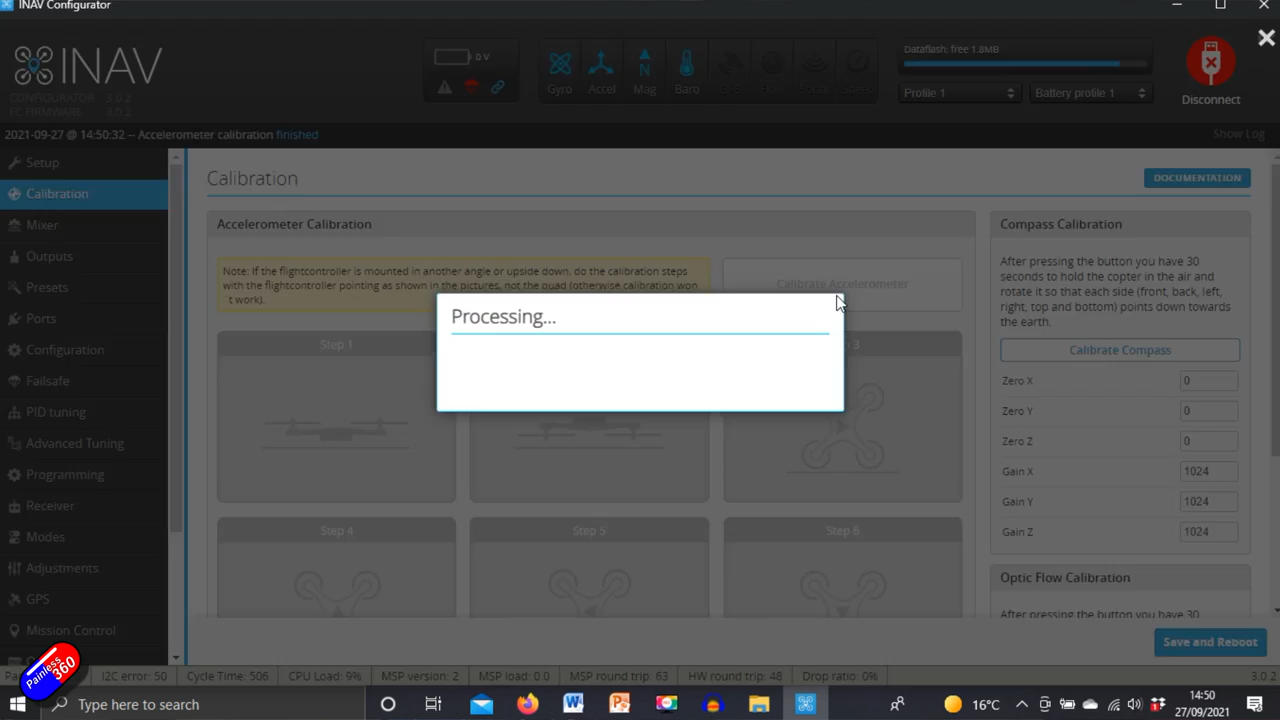 INAV Configurator
INAV
CONFIGURATOR 3.0.2
FC FIRMWARE 3.0.2
0 V
Gyro
Accel
Mag
Baro
Dataflash: free 1.8MB
Profile 1
Battery profile 1
Disconnect
2021-09-27 @ 14:50:32 -- Accelerometer calibration finished
Show Log
Setup
Calibration
Mixer
Outputs
Presets
Ports
Configuration
Failsafe
PID tuning
Advanced Tuning
Programming
Receiver
Modes
Adjustments
GPS
Mission Control
Calibration
DOCUMENTATION
Accelerometer Calibration
Note: If the flightcontroller is mounted in another angle or upside down, do the calibration steps
with the flightcontroller pointing as shown in the pictures, not the quad (otherwise calibration won
t work).
Calibrate Accelerometer
Processing...
Step 1
3
Step 4
Step 5
Step 6
Compass Calibration
After pressing the button you have 30
seconds to hold the copter in the air and
rotate it so that each side (front, back, left,
right, top and bottom) points down towards
the earth.
Calibrate Compass
Zero X 0
Zero Y 0
Zero Z 0
Gain X 1024
Gain Y 1024
Gain Z 1024
Optic Flow Calibration
After pressing the button you have 30
Save and Reboot
Painless360
I2C error: 50
Cycle Time: 506
CPU Load: 9%
MSP version: 2
MSP load: 0.0
MSP round trip: 63
HW round trip: 48
Drop ratio: 0%
3.0.2
Type here to search
16°C
14:50
27/09/2021